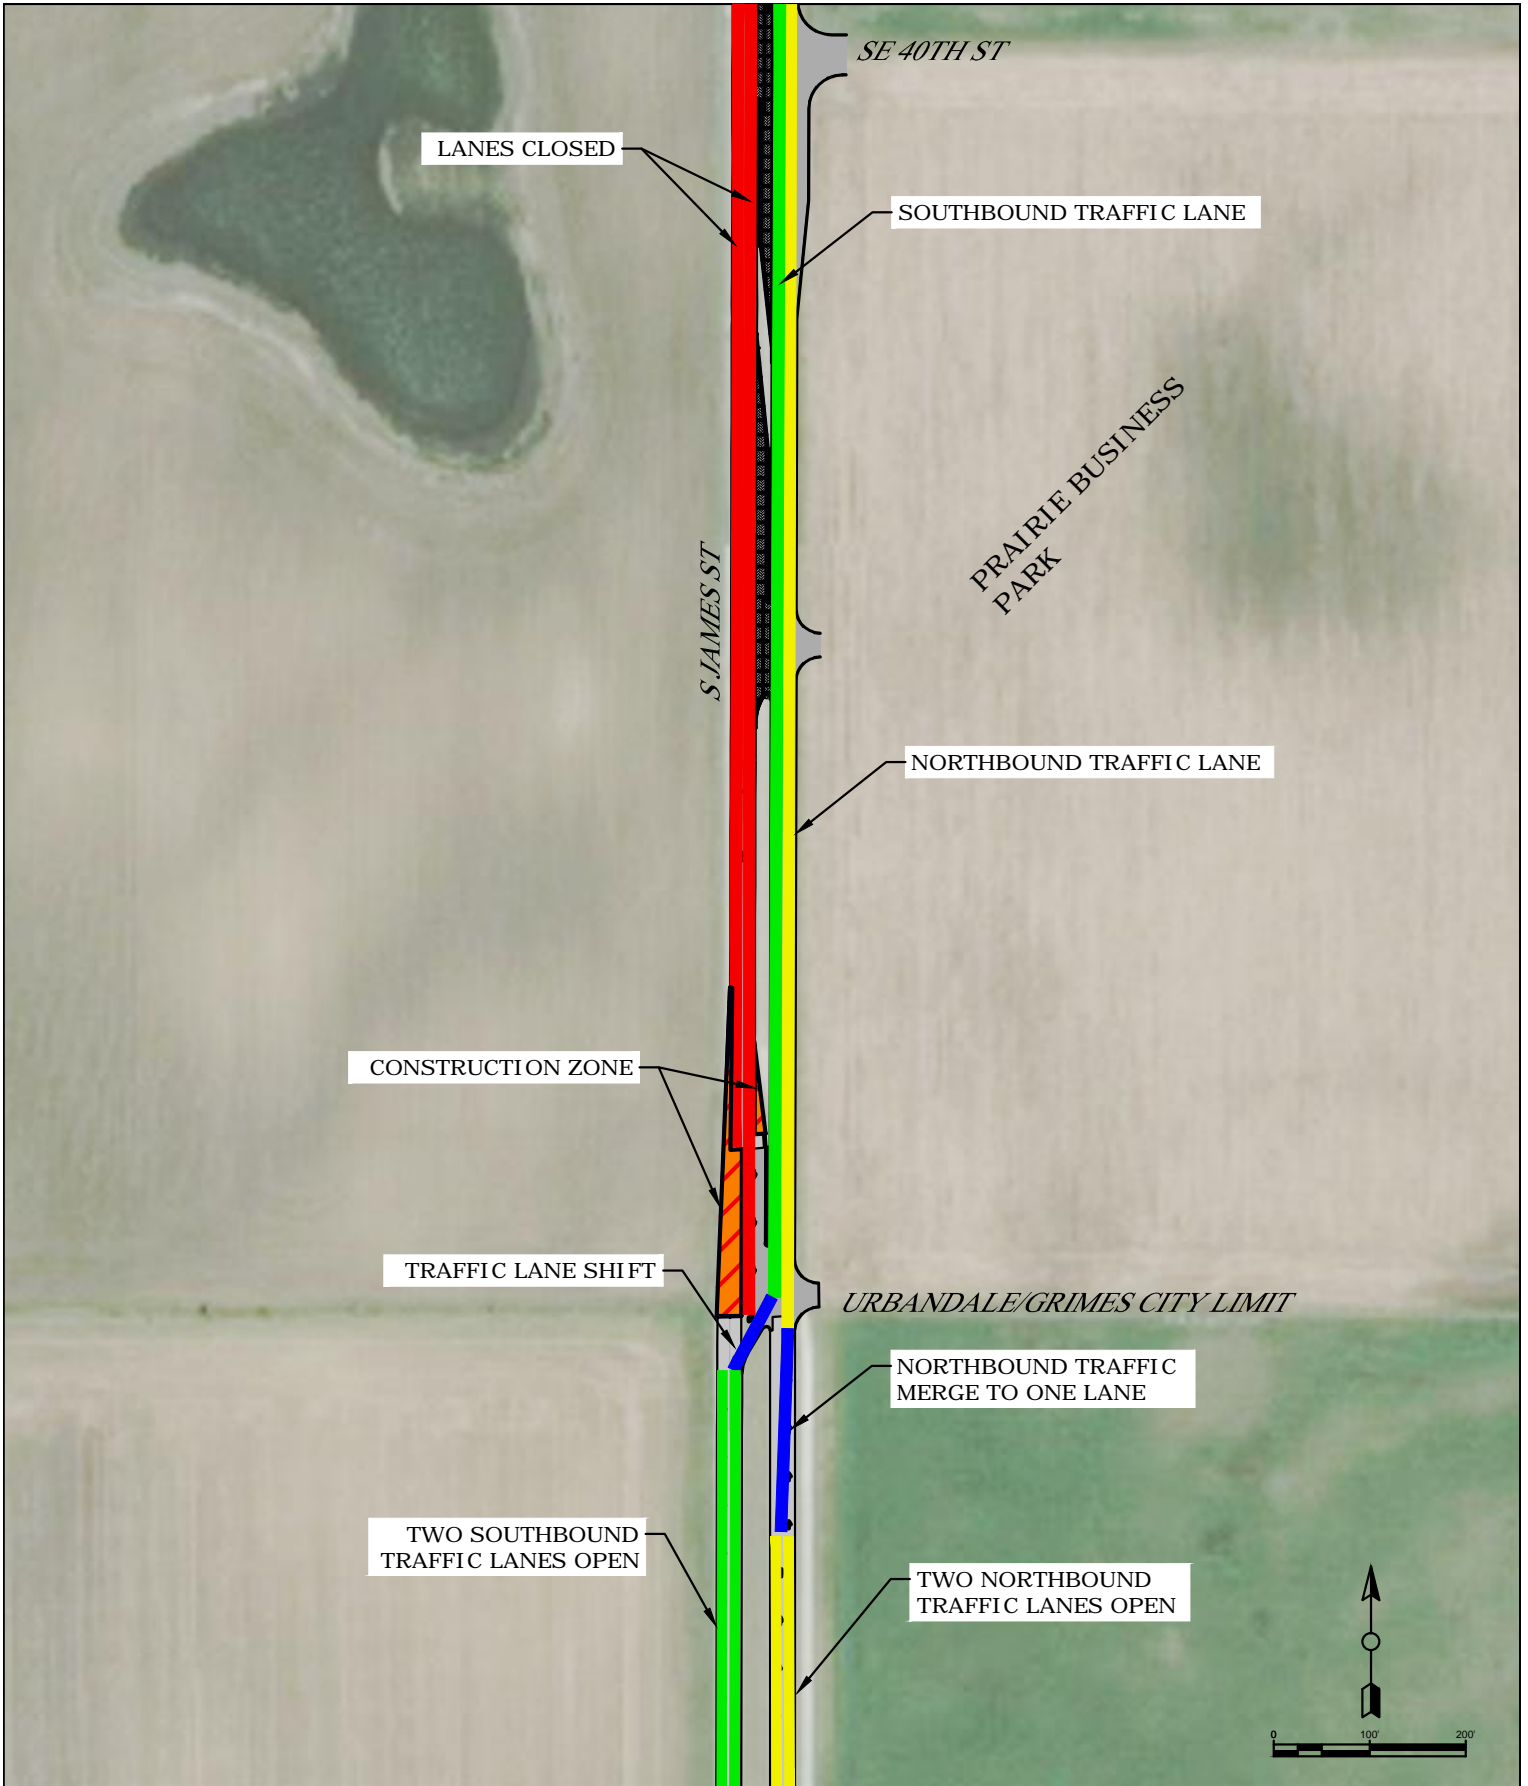 SE 40TH ST
LANES CLOSED
SOUTHBOUND TRAFFIC LANE
PRAIRIE BUSINESS
PARK
S JAMES ST
NORTHBOUND TRAFFIC LANE
CONSTRUCTION ZONE
TRAFFIC LANE SHIFT
URBANDALE/GRIMES CITY LIMIT
NORTHBOUND TRAFFIC
MERGE TO ONE LANE
TWO SOUTHBOUND
TRAFFIC LANES OPEN
TWO NORTHBOUND
TRAFFIC LANES OPEN
0 100' 200'